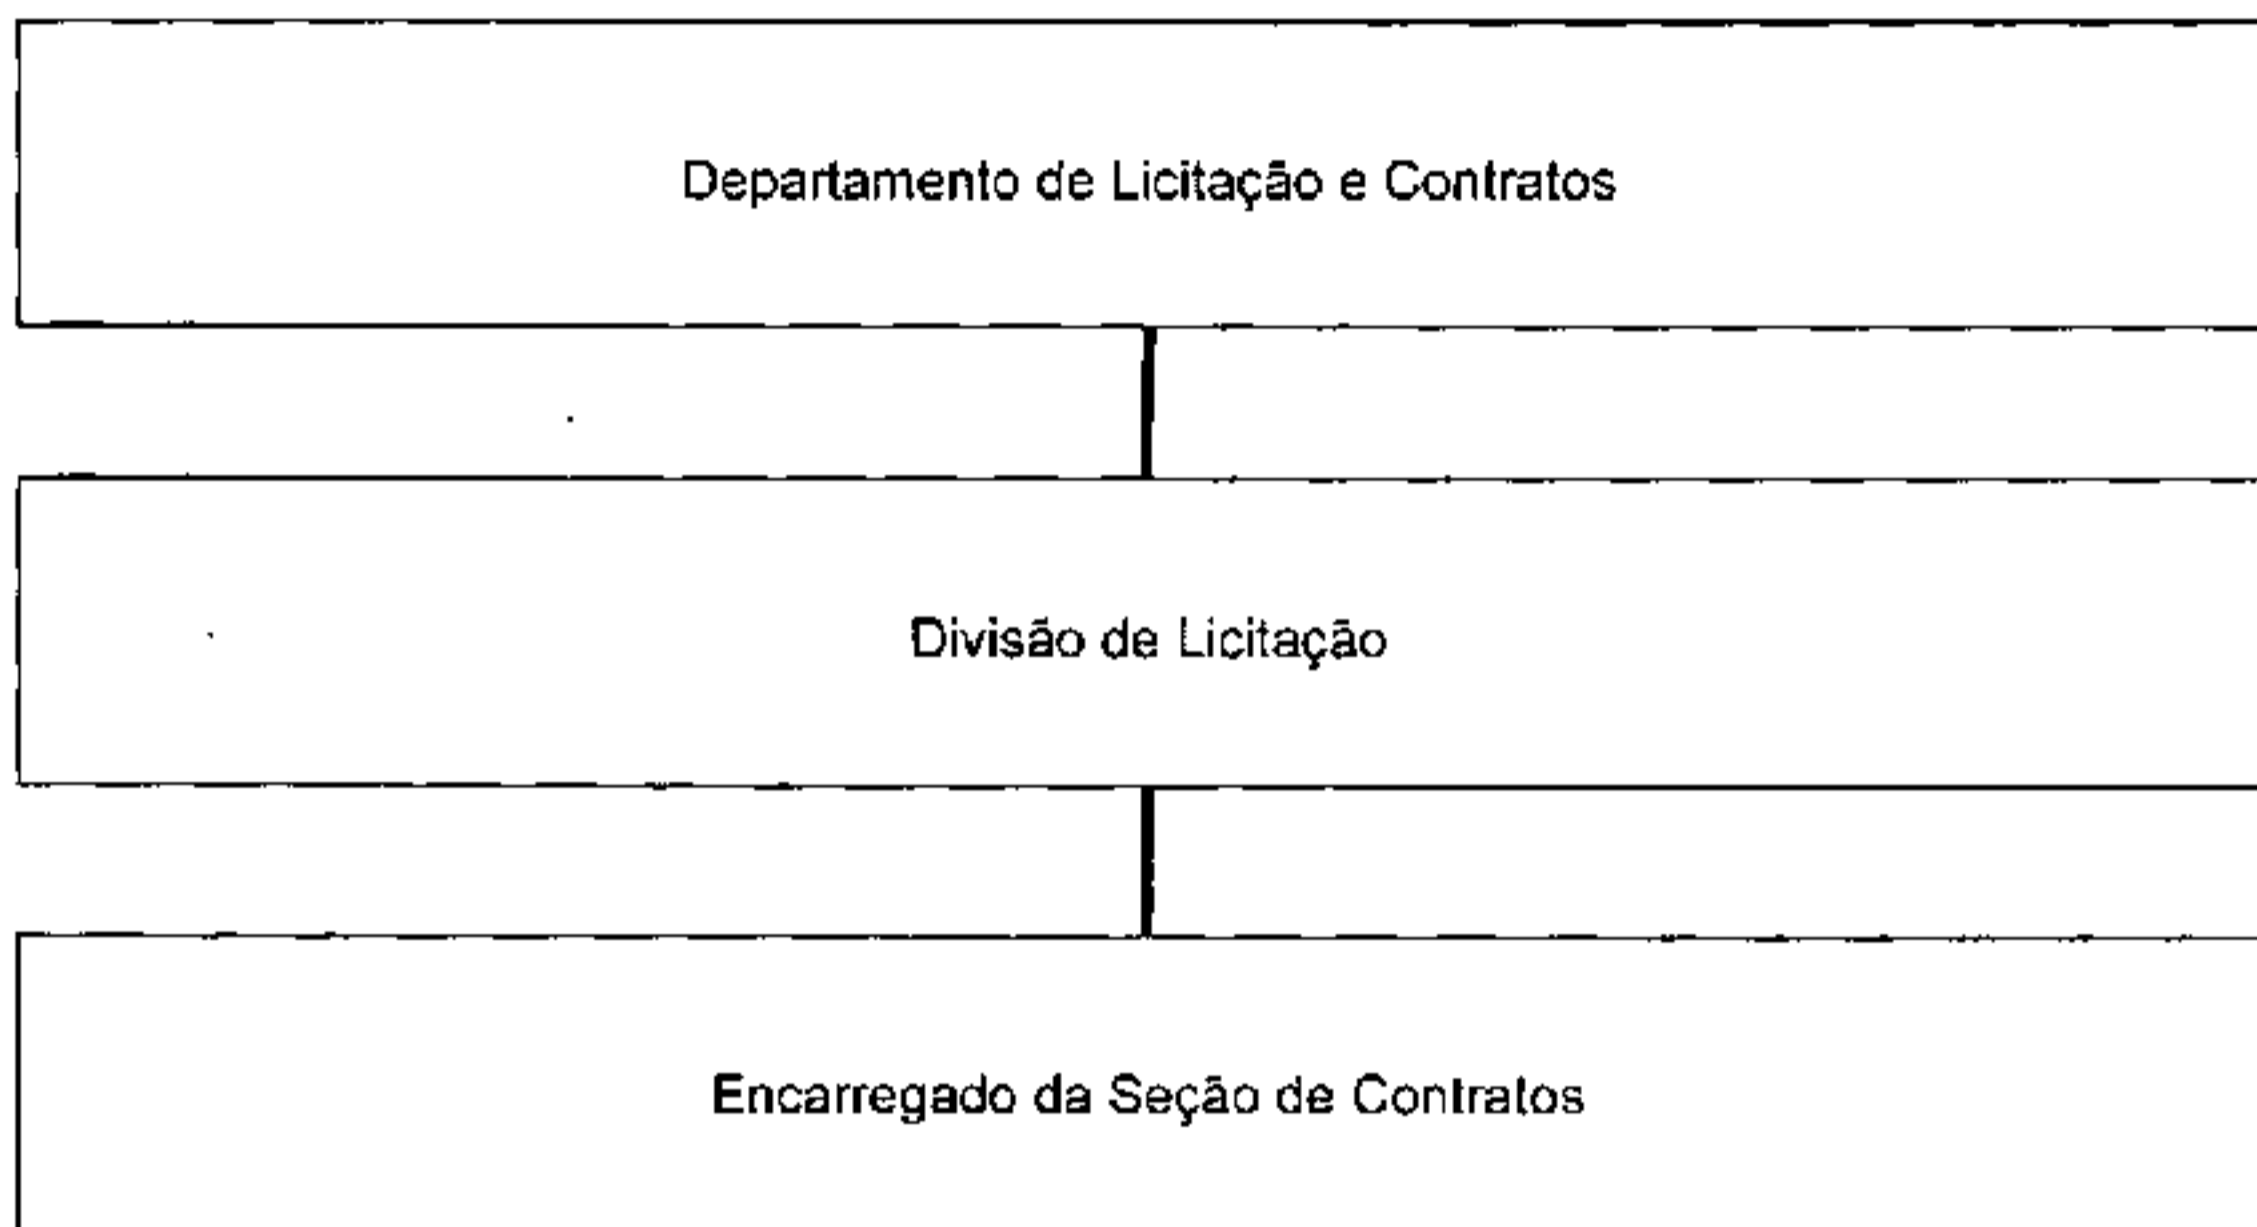 Departamento de Licitação e Contratos
Divisão de Licitação
Encarregado da Seção de Contratos